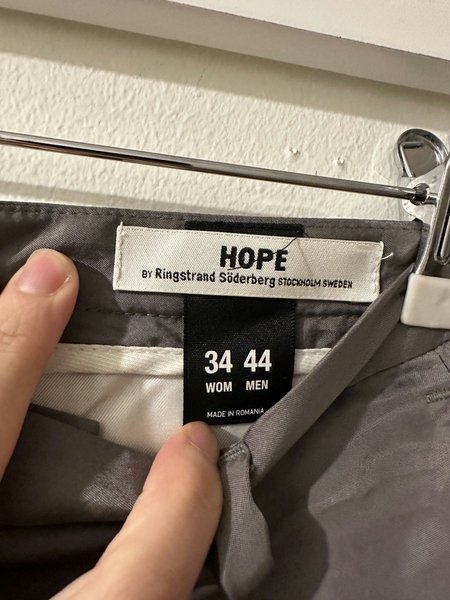 HOPE
BY Ringstrand Söderberg STOCKHOLM SWEDEN
34 44
WOM MEN
MADE IN ROMANIA